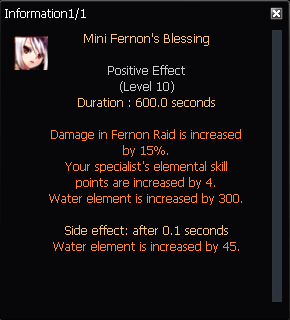 Information1/1
Mini Fernon's Blessing
Positive Effect
(Level 10)
Duration : 600.0 seconds
Damage in Fernon Raid is increased
by 15%.
Your specialist's elemental skill
points are increased by 4.
Water element is increased by 300.
Side effect: after 0.1 seconds
Water element is increased by 45.